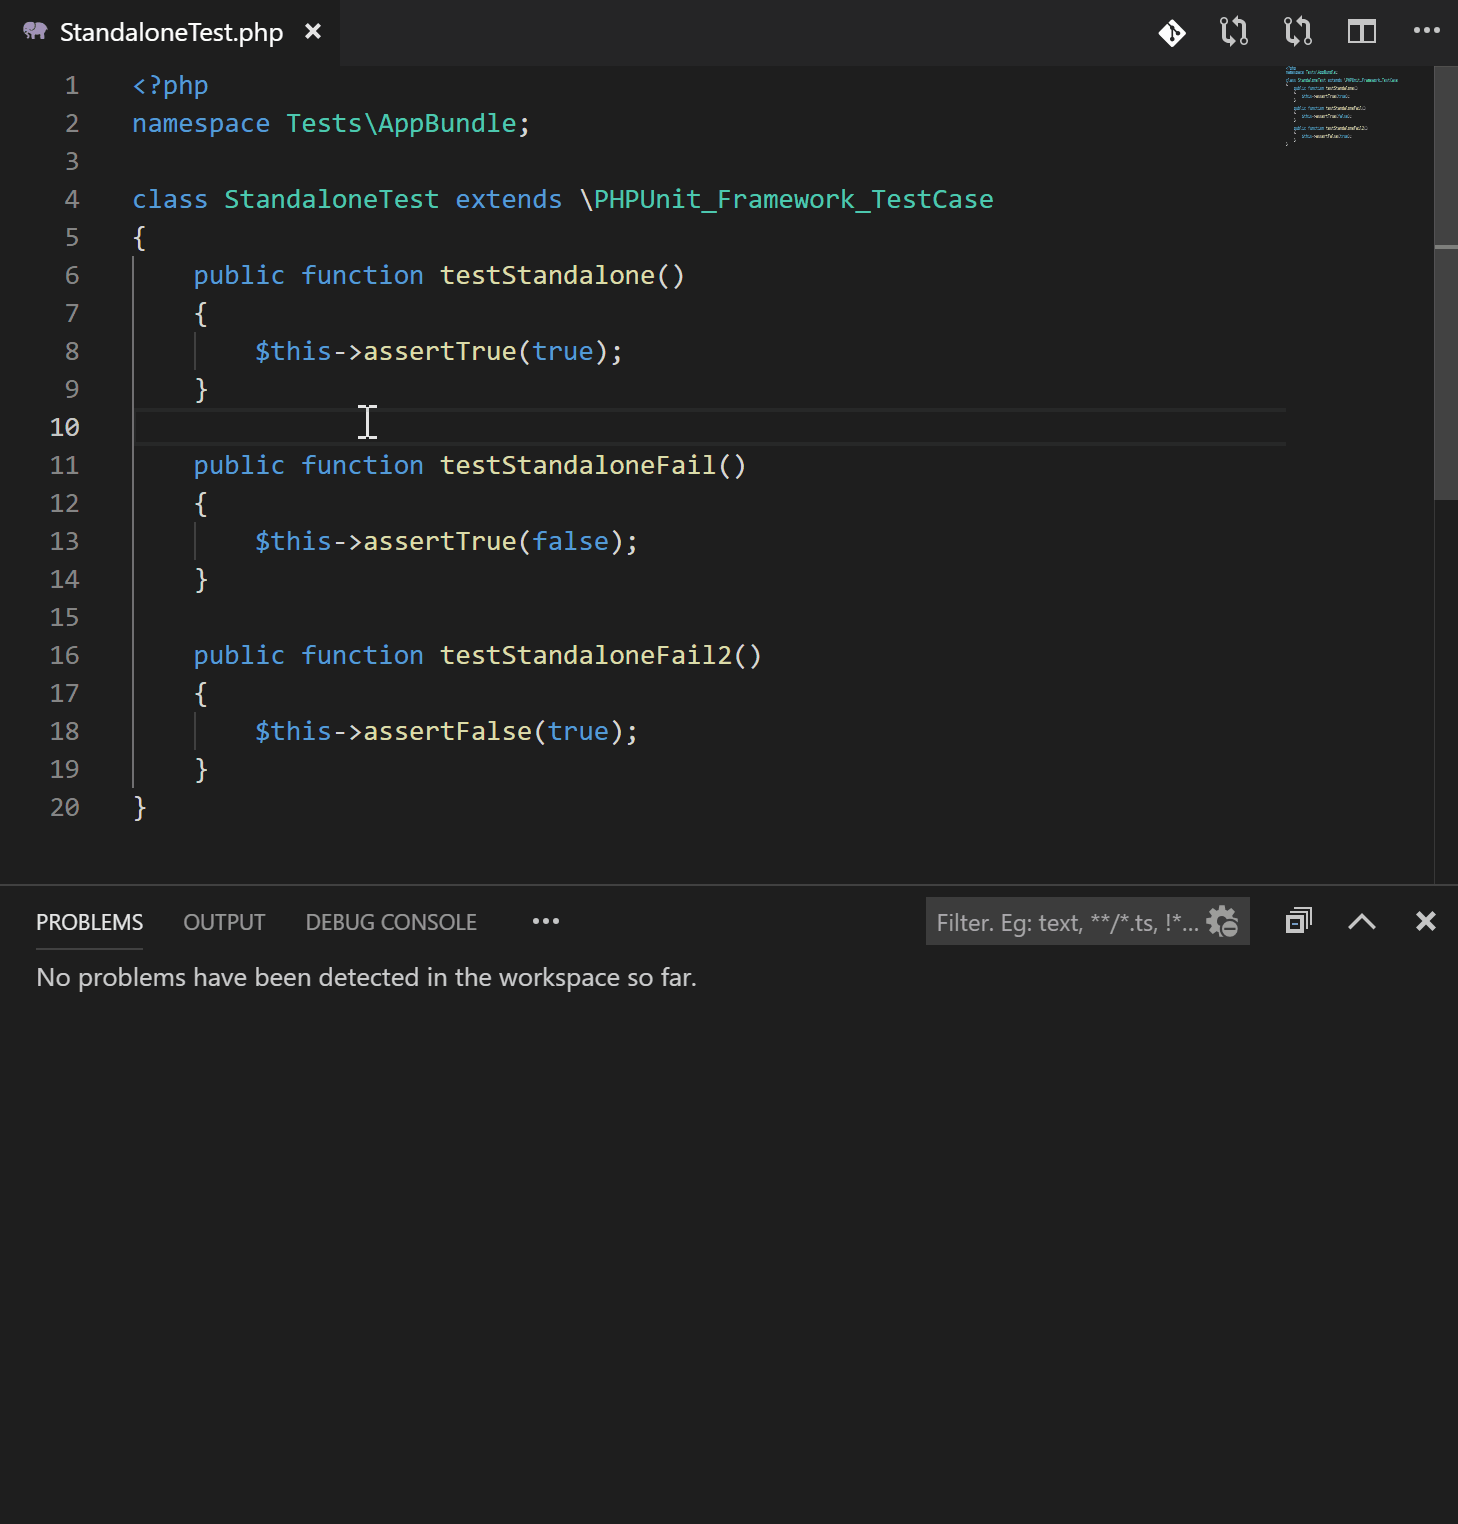 StandaloneTest.php
1 <?php
2 namespace Tests\AppBundle;
3
4 class StandaloneTest extends \PHPUnit_Framework_TestCase
5 {
6     public function testStandalone()
7     {
8         $this->assertTrue(true);
9     }
10
11     public function testStandaloneFail()
12     {
13         $this->assertTrue(false);
14     }
15
16     public function testStandaloneFail2()
17     {
18         $this->assertFalse(true);
19     }
20 }
PROBLEMS OUTPUT DEBUG CONSOLE ••• Filter. Eg: text, **/*.ts, !*...
No problems have been detected in the workspace so far.